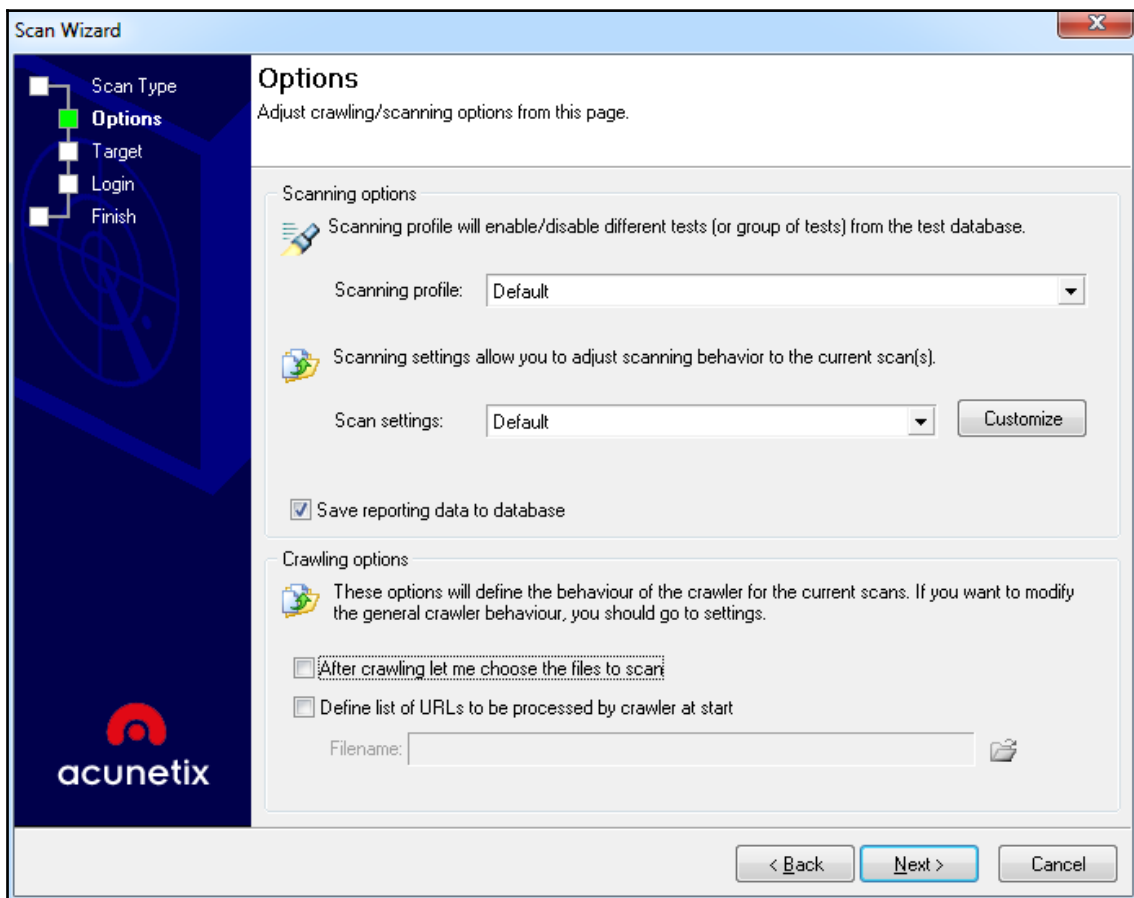 Scan Wizard
Scan Type
Options
Target
Login
Finish
acunetix
Options
Adjust crawling/scanning options from this page.
Scanning options
Scanning profile will enable/disable different tests (or group of tests) from the test database.
Scanning profile: Default
Scanning settings allow you to adjust scanning behavior to the current scan(s).
Scan settings: Default Customize
Save reporting data to database
Crawling options
These options will define the behaviour of the crawler for the current scans. If you want to modify
the general crawler behaviour, you should go to settings.
After crawling let me choose the files to scan
Define list of URLs to be processed by crawler at start
Filename:
< Back Next > Cancel